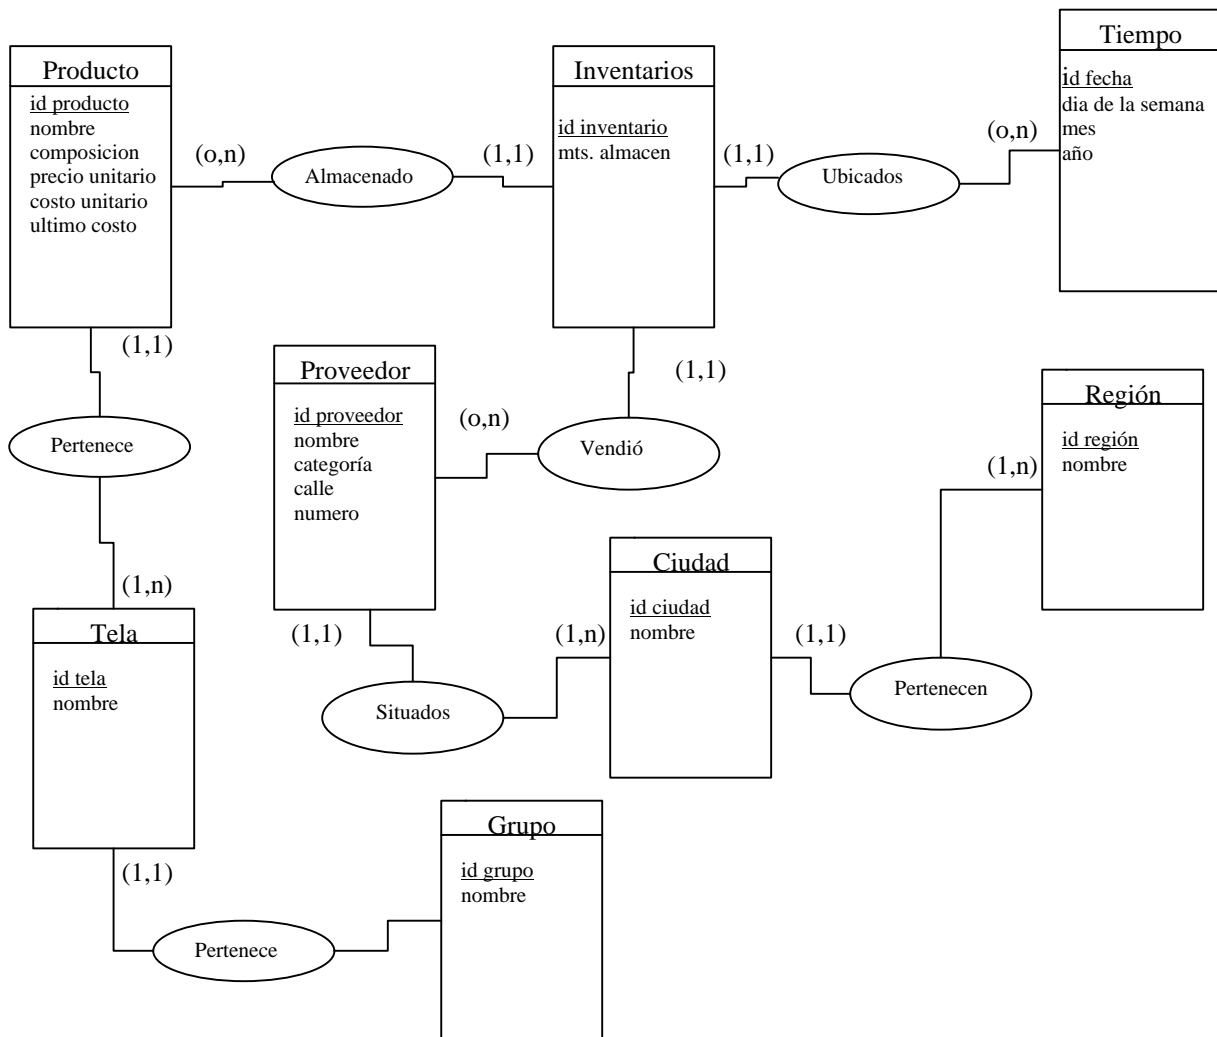 Producto
id producto
nombre
composicion
precio unitario
costo unitario
ultimo costo
(o,n)
Almacenado
(1,1)
Inventarios
id inventario
mts. almacen
(1,1)
Ubicados
(o,n)
Tiempo
id fecha
dia de la semana
mes
año
(1,1)
Pertenece
(1,n)
Proveedor
id proveedor
nombre
categoría
calle
numero
(o,n)
Vendió
(1,1)
Región
id región
nombre
(1,n)
Tela
id tela
nombre
(1,1)
Situados
(1,n)
Ciudad
id ciudad
nombre
(1,1)
Pertenecen
(1,1)
Pertenece
Grupo
id grupo
nombre